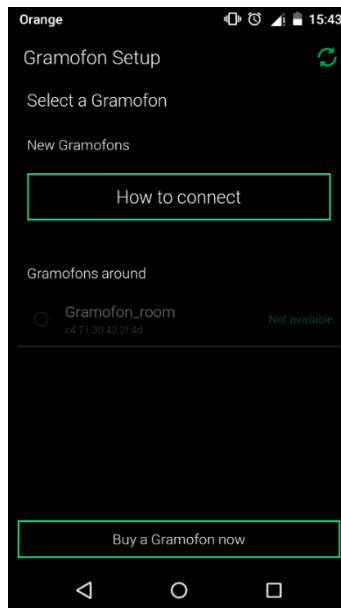 Orange 15:43
Gramofon Setup
Select a Gramofon
New Gramofons
How to connect
Gramofons around
Gramofon_room
Not available
c4:71:30:42:2f:4d
Buy a Gramofon now